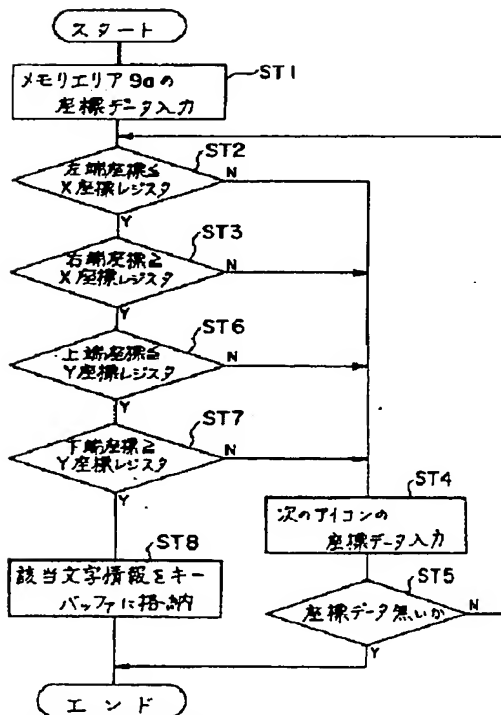 スタート
メモリエリア9aの
座標データ入力
ST1
左端座標≦
X座標レジスタ
ST2
N
Y
右端座標≧
X座標レジスタ
ST3
N
Y
上端座標≦
Y座標レジスタ
ST6
N
Y
下端座標≧
Y座標レジスタ
ST7
N
Y
次のアイコンの
座標データ入力
ST4
該当文字情報をキー
バッファに格納
ST8
座標データ無いか
ST5
N
Y
エンド